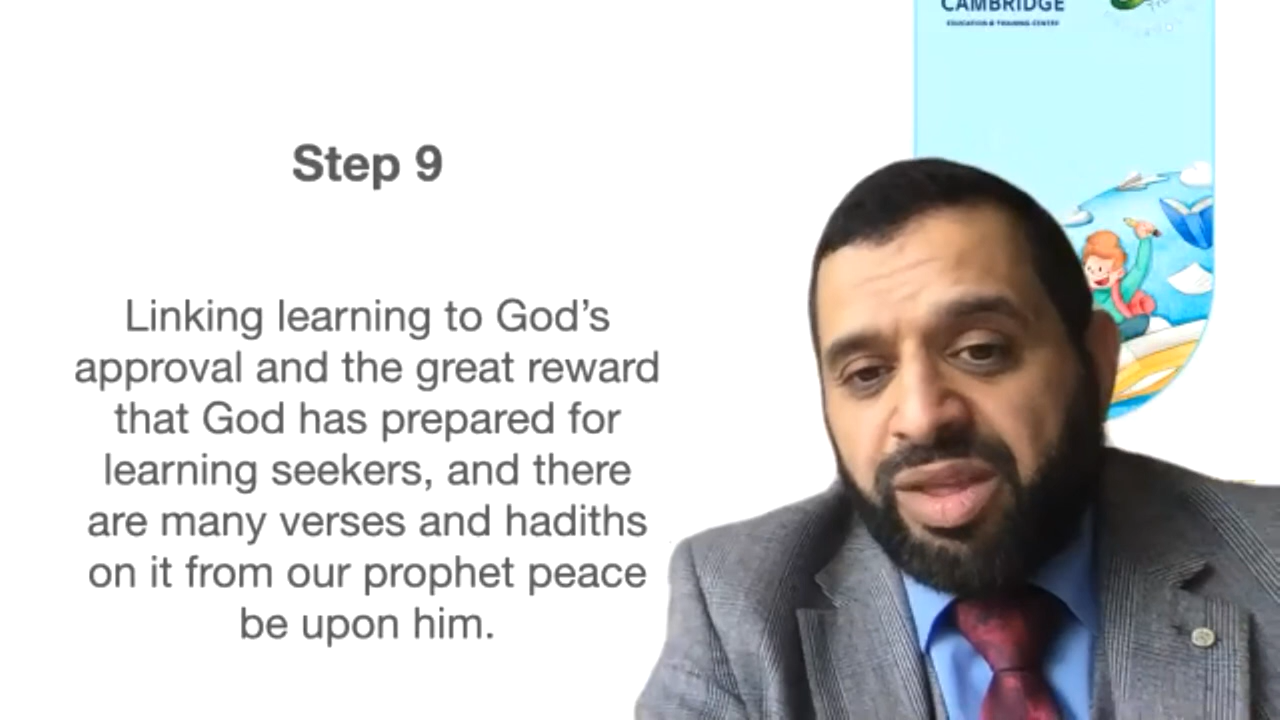 CAMBRIDGE
EDUCATION & TRAINING CENTRE
Step 9
Linking learning to God’s
approval and the great reward
that God has prepared for
learning seekers, and there
are many verses and hadiths
on it from our prophet peace
be upon him.